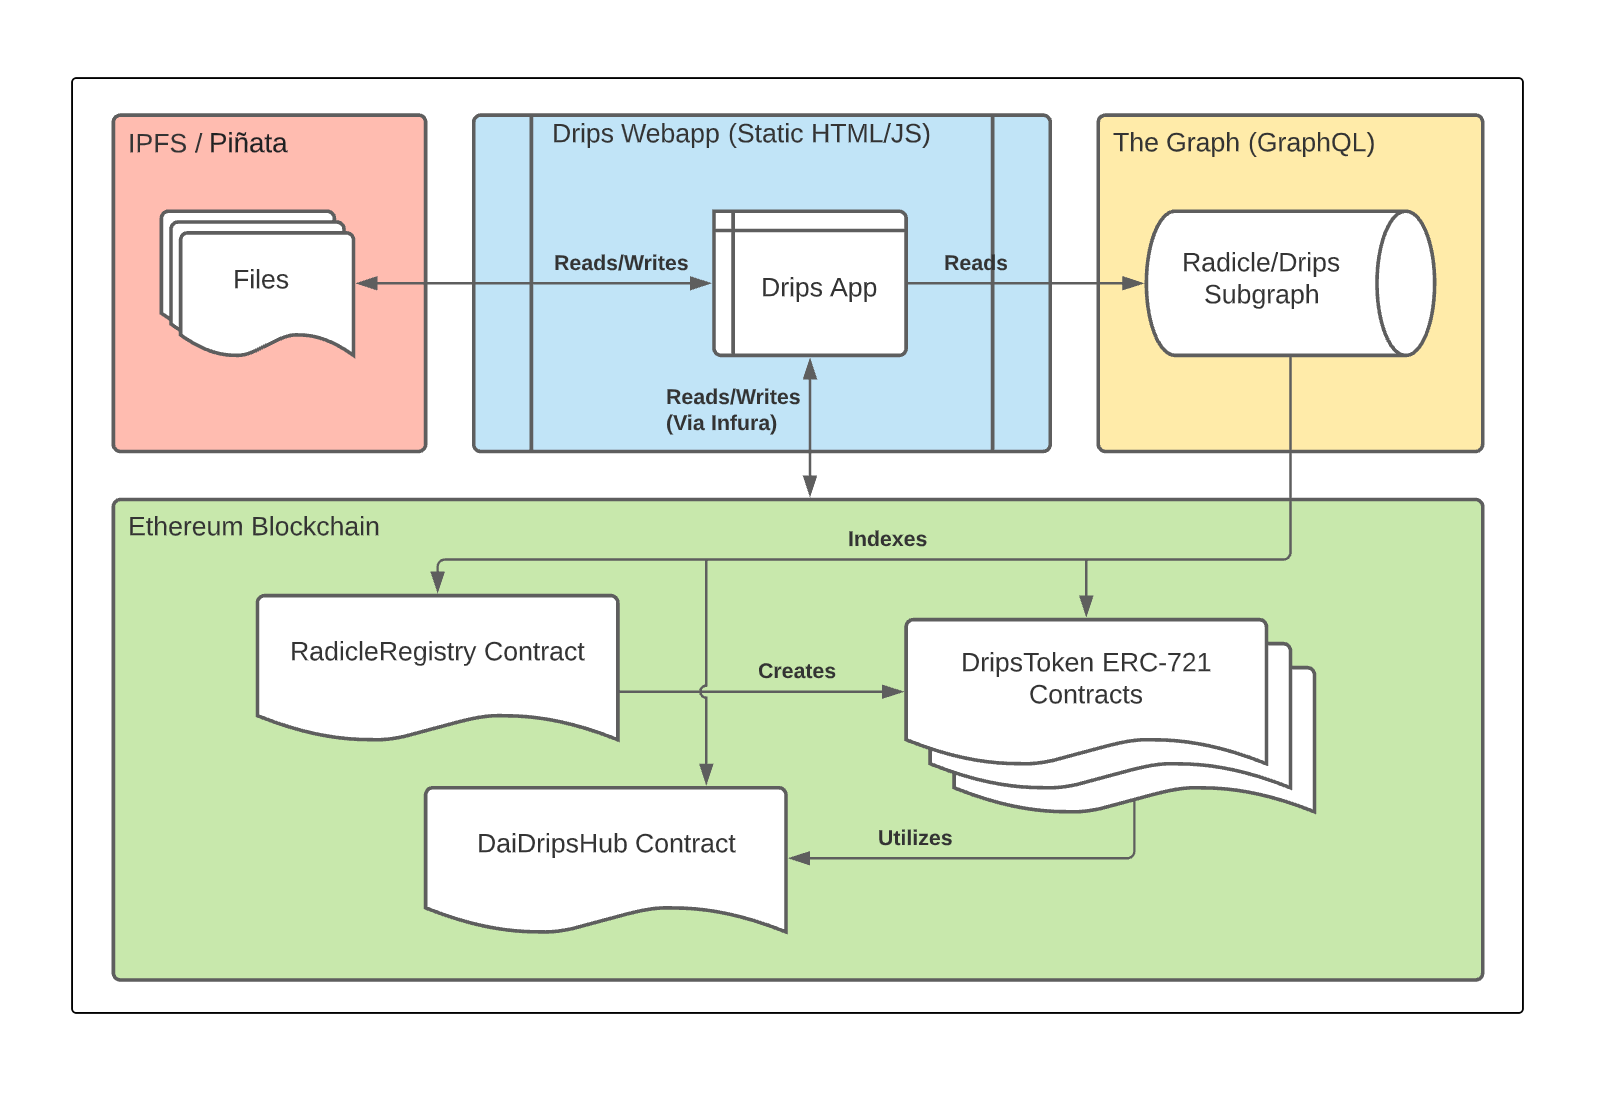 IPFS / Piñata
Drips Webapp (Static HTML/JS)
The Graph (GraphQL)
Files
Reads/Writes
Drips App
Reads
Radicle/Drips
Subgraph
Reads/Writes
(Via Infura)
Ethereum Blockchain
Indexes
RadicleRegistry Contract
Creates
DripsToken ERC-721
Contracts
DaiDripsHub Contract
Utilizes